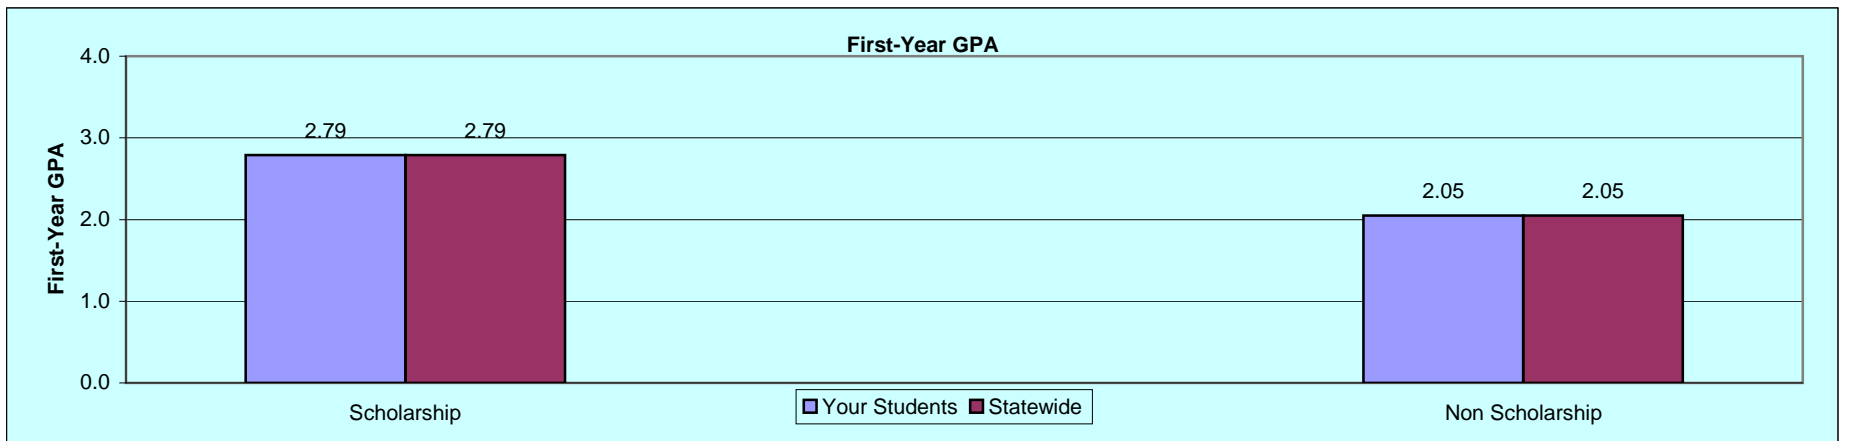 First-Year GPA
4.0
3.0
2.0
1.0
0.0
First-Year GPA
2.79 2.79
2.05 2.05
Scholarship
Non Scholarship
Your Students Statewide